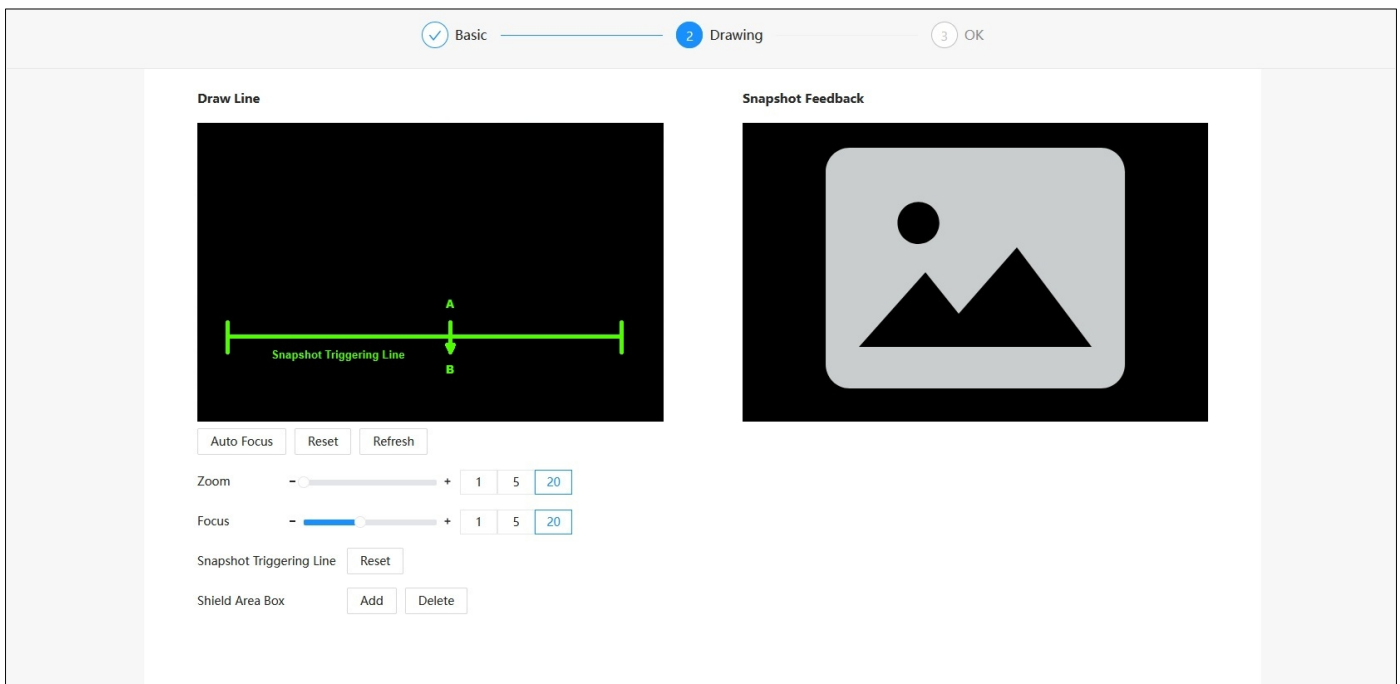 Basic
2 Drawing
3 OK
Draw Line
Snapshot Feedback
A
Snapshot Triggering Line
B
Auto Focus Reset Refresh
Zoom - + 1 5 20
Focus - + 1 5 20
Snapshot Triggering Line Reset
Shield Area Box Add Delete